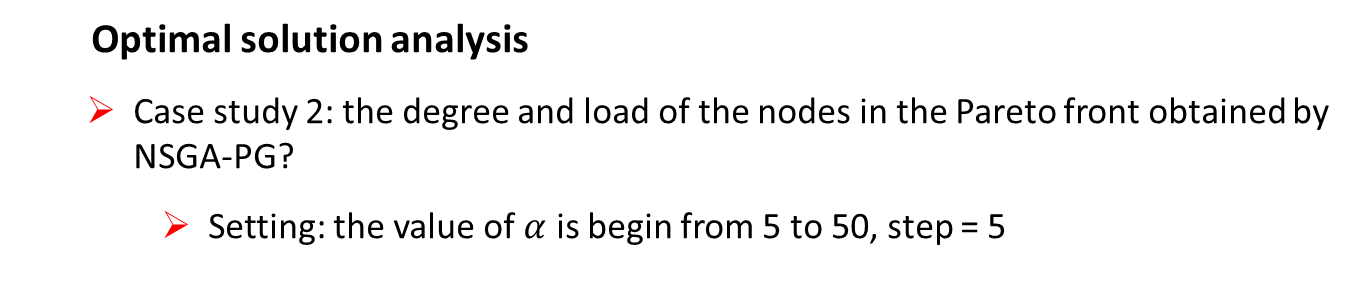 Optimal solution analysis
Case study 2: the degree and load of the nodes in the Pareto front obtained by
NSGA-PG?
Setting: the value of 𝛼 is begin from 5 to 50, step = 5